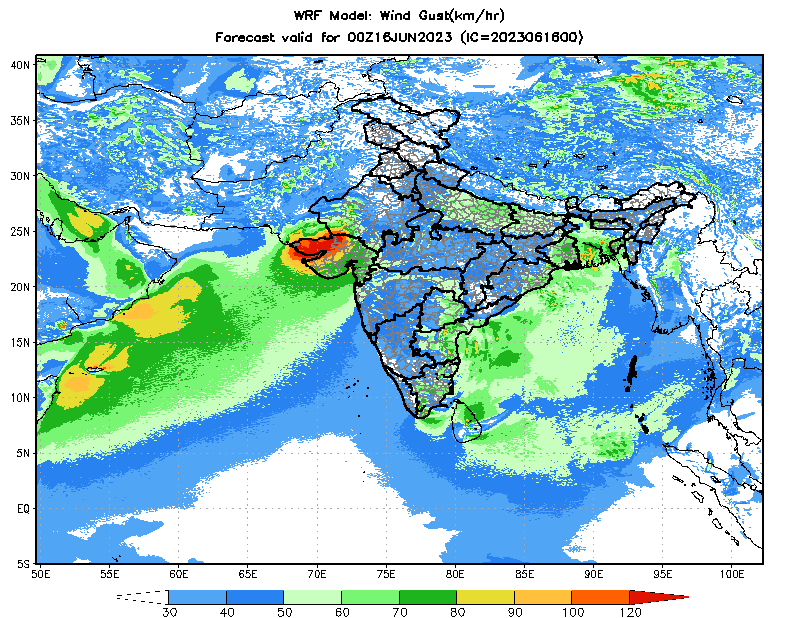 WRF Model: Wind Gust(km/hr)
Forecast valid for 00Z16JUN2023 (IC=2023061600)
40N
35N
30N
25N
20N
15N
10N
5N
EQ
5S
50E 55E 60E 65E 70E 75E 80E 85E 90E 95E 100E
30 40 50 60 70 80 90 100 120